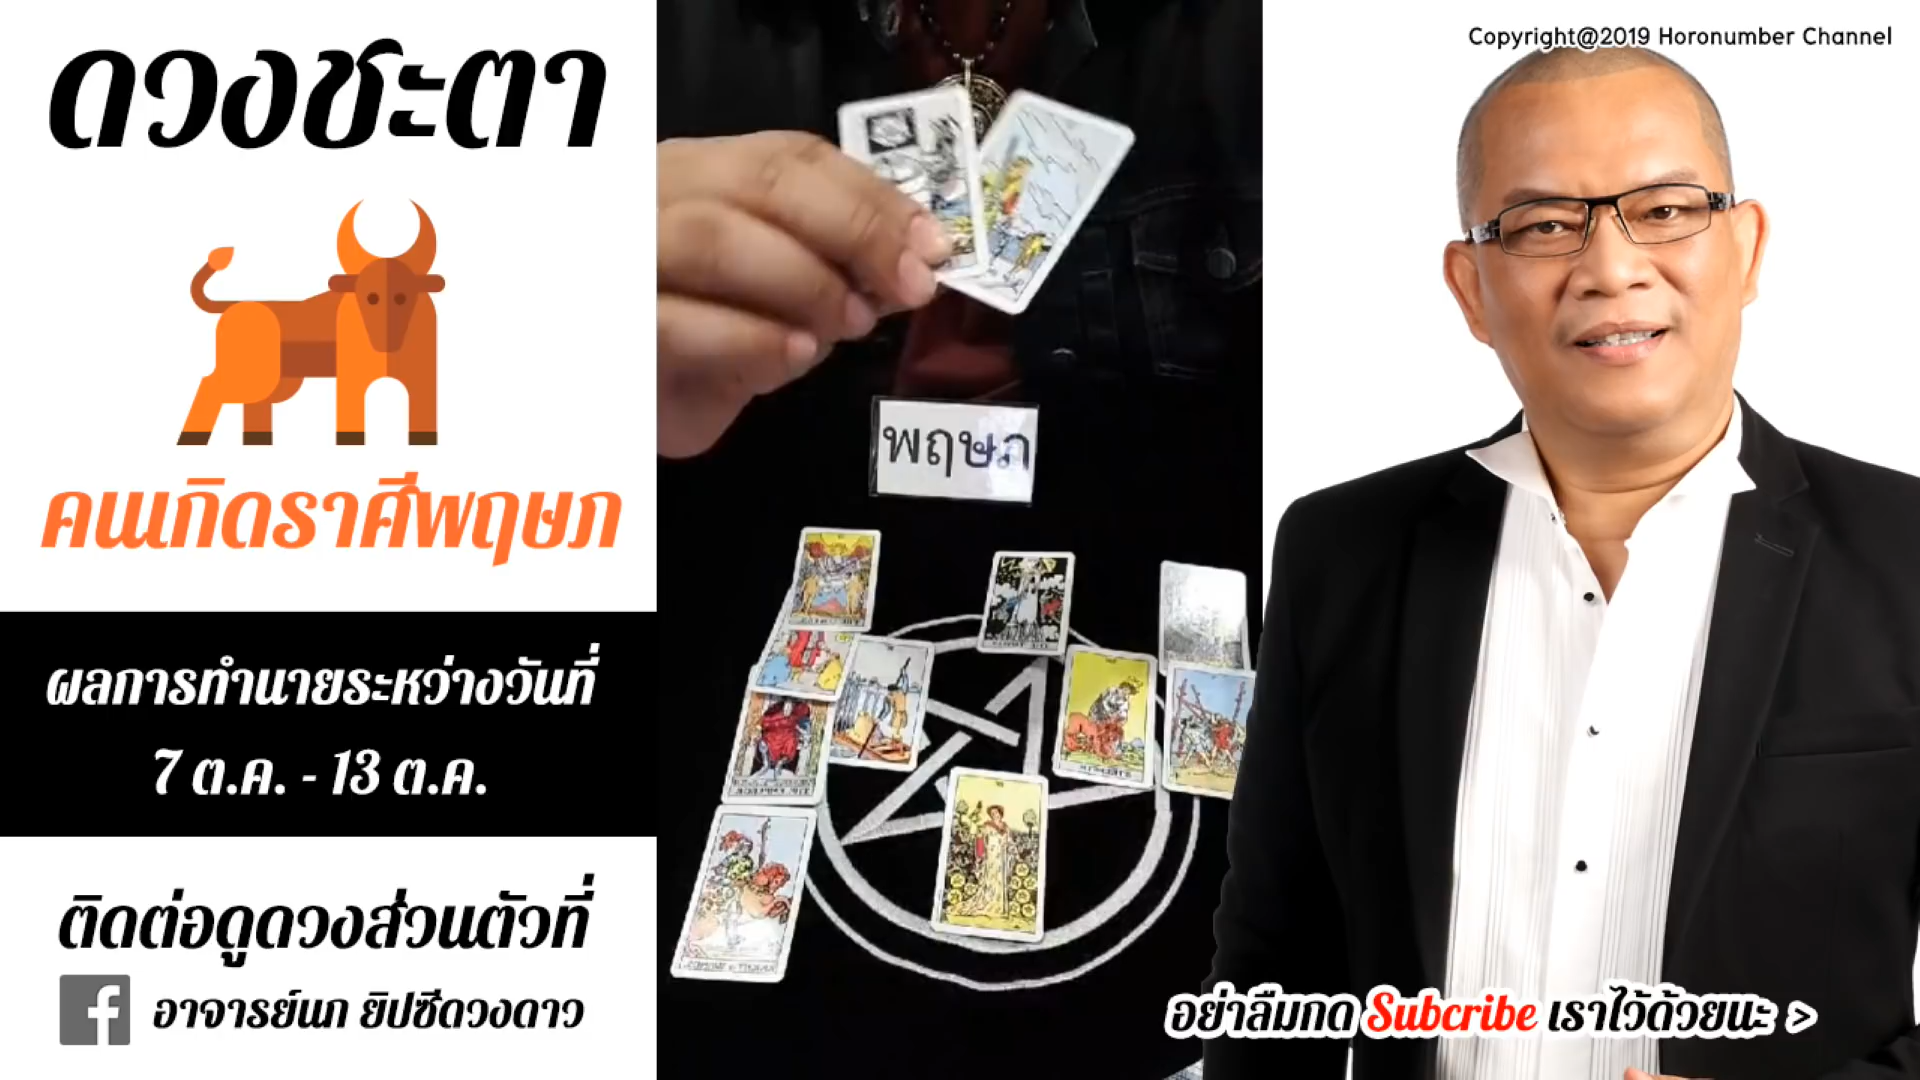 Copyright@2019 Horonumber Channel
ดวงชะตา
คนเกิดราศีพฤษภ
ผลการทำนายระหว่างวันที่
7 ต.ค. - 13 ต.ค.
ติดต่อดูดวงส่วนตัวที่
f อาจารย์นภ ยิปซีดวงดาว
พฤษภ
อย่าลืมกด Subcribe เราไว้ด้วยนะ >